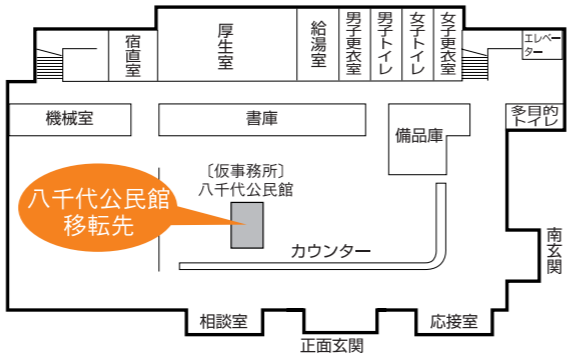 宿直室
厚生室
給湯室
男子更衣室
男子トイレ
女子トイレ
女子更衣室
エレベー
ター
機械室
書庫
備品庫
多目的
トイレ
〔仮事務所〕
八千代公民館
八千代公民館
移転先
カウンター
南玄関
相談室
正面玄関
応接室